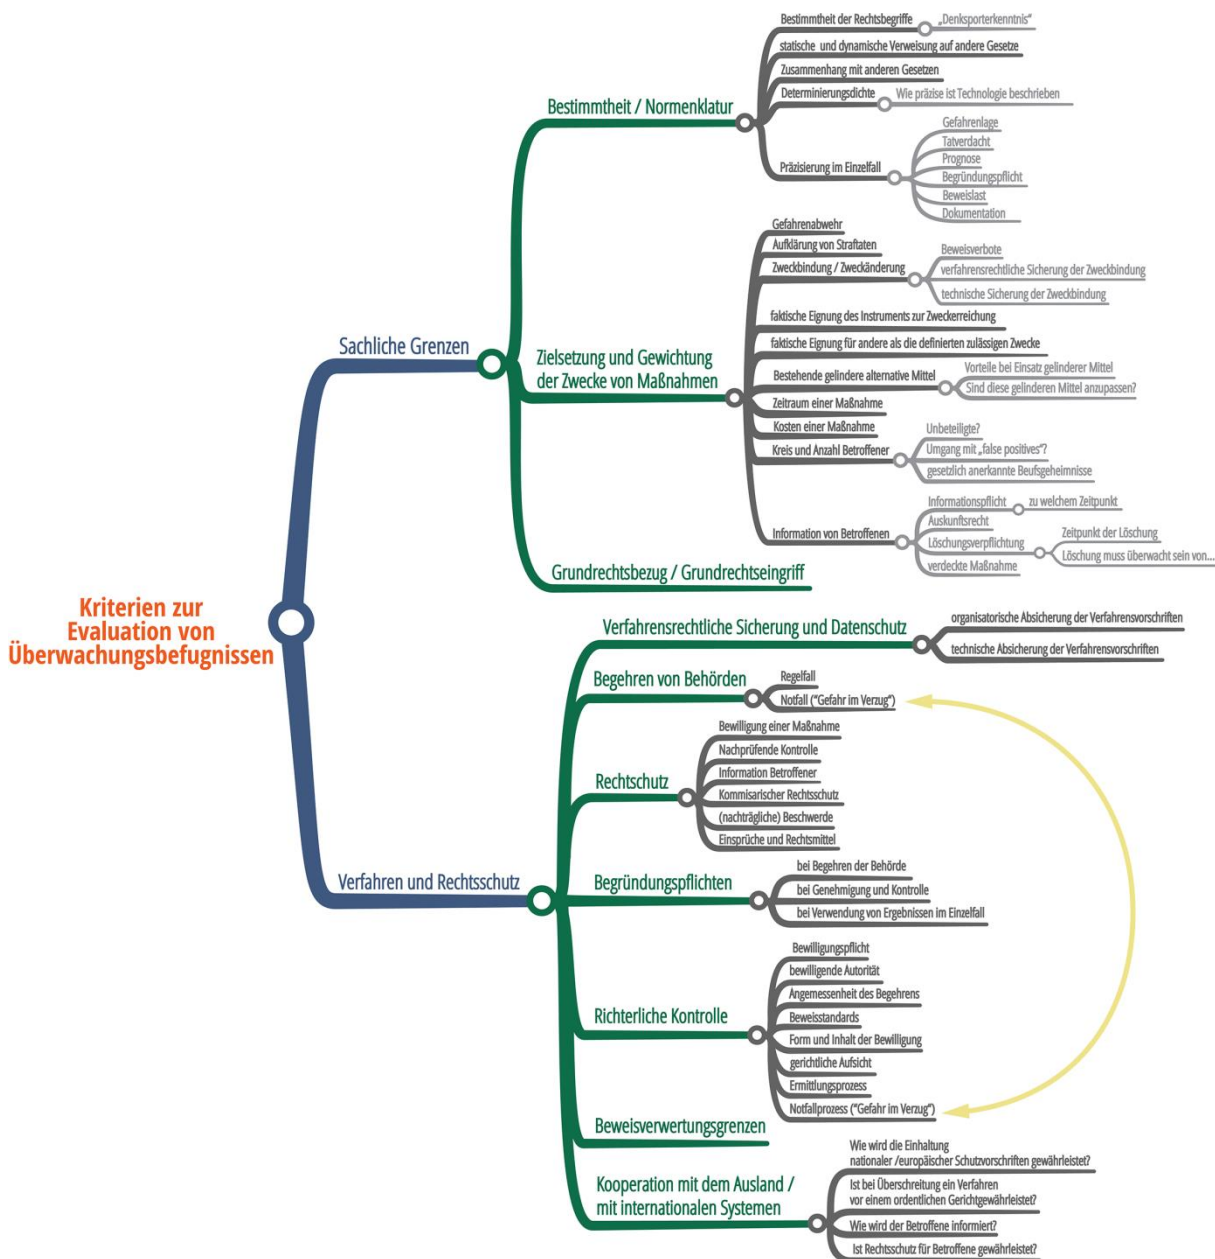 Kriterien zur
Evaluation von
Überwachungsbefugnissen
Sachliche Grenzen
Bestimmtheit / Normenklatur
Bestimmtheit der Rechtsbegriffe
„Denksporterkenntnis“
statische und dynamische Verweisung auf andere Gesetze
Zusammenhang mit anderen Gesetzen
Determinierungsdichte
Wie präzise ist Technologie beschrieben
Präzisierung im Einzelfall
Gefahrenlage
Tatverdacht
Prognose
Begründungspflicht
Beweislast
Dokumentation
Zielsetzung und Gewichtung
der Zwecke von Maßnahmen
Gefahrenabwehr
Aufklärung von Straftaten
Zweckbindung / Zweckänderung
Beweisverbote
verfahrensrechtliche Sicherung der Zweckbindung
technische Sicherung der Zweckbindung
faktische Eignung des Instruments zur Zweckerreichung
faktische Eignung für andere als die definierten zulässigen Zwecke
Bestehende gelindere alternative Mittel
Vorteile bei Einsatz gelinderer Mittel
Sind diese gelinderen Mittel anzupassen?
Zeitraum einer Maßnahme
Kosten einer Maßnahme
Kreis und Anzahl Betroffener
Unbeteiligte?
Umgang mit „false positives“?
gesetzlich anerkannte Beufsgeheimnisse
Information von Betroffenen
Informationspflicht
zu welchem Zeitpunkt
Auskunftsrecht
Löschungsverpflichtung
Zeitpunkt der Löschung
Löschung muss überwacht sein von...
verdeckte Maßnahme
Grundrechtsbezug / Grundrechtseingriff
Verfahren und Rechtsschutz
Verfahrensrechtliche Sicherung und Datenschutz
organisatorische Absicherung der Verfahrensvorschriften
technische Absicherung der Verfahrensvorschriften
Begehren von Behörden
Regelfall
Notfall ("Gefahr im Verzug")
Rechtschutz
Bewilligung einer Maßnahme
Nachprüfende Kontrolle
Information Betroffener
Kommisarischer Rechtsschutz
(nachträgliche) Beschwerde
Einsprüche und Rechtsmittel
Begründungspflichten
bei Begehren der Behörde
bei Genehmigung und Kontrolle
bei Verwendung von Ergebnissen im Einzelfall
Richterliche Kontrolle
Bewilligungspflicht
bewilligende Autorität
Angemessenheit des Begehrens
Beweisstandards
Form und Inhalt der Bewilligung
gerichtliche Aufsicht
Ermittlungsprozess
Notfallprozess ("Gefahr im Verzug")
Beweisverwertungsgrenzen
Kooperation mit dem Ausland /
mit internationalen Systemen
Wie wird die Einhaltung
nationaler /europäischer Schutzvorschriften gewährleistet?
Ist bei Überschreitung ein Verfahren
vor einem ordentlichen Gerichtgewährleistet?
Wie wird der Betroffene informiert?
Ist Rechtsschutz für Betroffene gewährleistet?